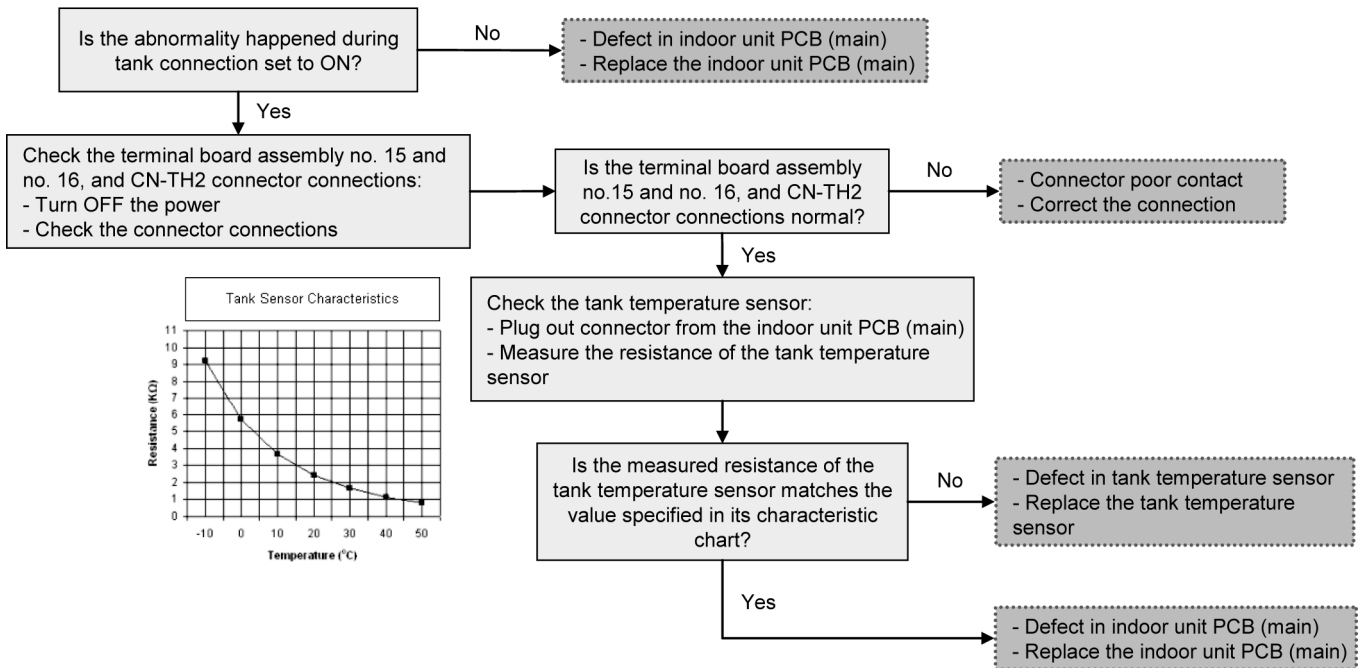 Is the abnormality happened during
tank connection set to ON?
No
- Defect in indoor unit PCB (main)
- Replace the indoor unit PCB (main)
Yes
Check the terminal board assembly no. 15 and
no. 16, and CN-TH2 connector connections:
- Turn OFF the power
- Check the connector connections
Is the terminal board assembly
no.15 and no. 16, and CN-TH2
connector connections normal?
No
- Connector poor contact
- Correct the connection
Yes
Check the tank temperature sensor:
- Plug out connector from the indoor unit PCB (main)
- Measure the resistance of the tank temperature
sensor
Tank Sensor Characteristics
Resistance (KΩ)
11
10
9
8
7
6
5
4
3
2
1
0
-10 0 10 20 30 40 50
Temperature (°C)
Is the measured resistance of the
tank temperature sensor matches the
value specified in its characteristic
chart?
No
- Defect in tank temperature sensor
- Replace the tank temperature
sensor
Yes
- Defect in indoor unit PCB (main)
- Replace the indoor unit PCB (main)